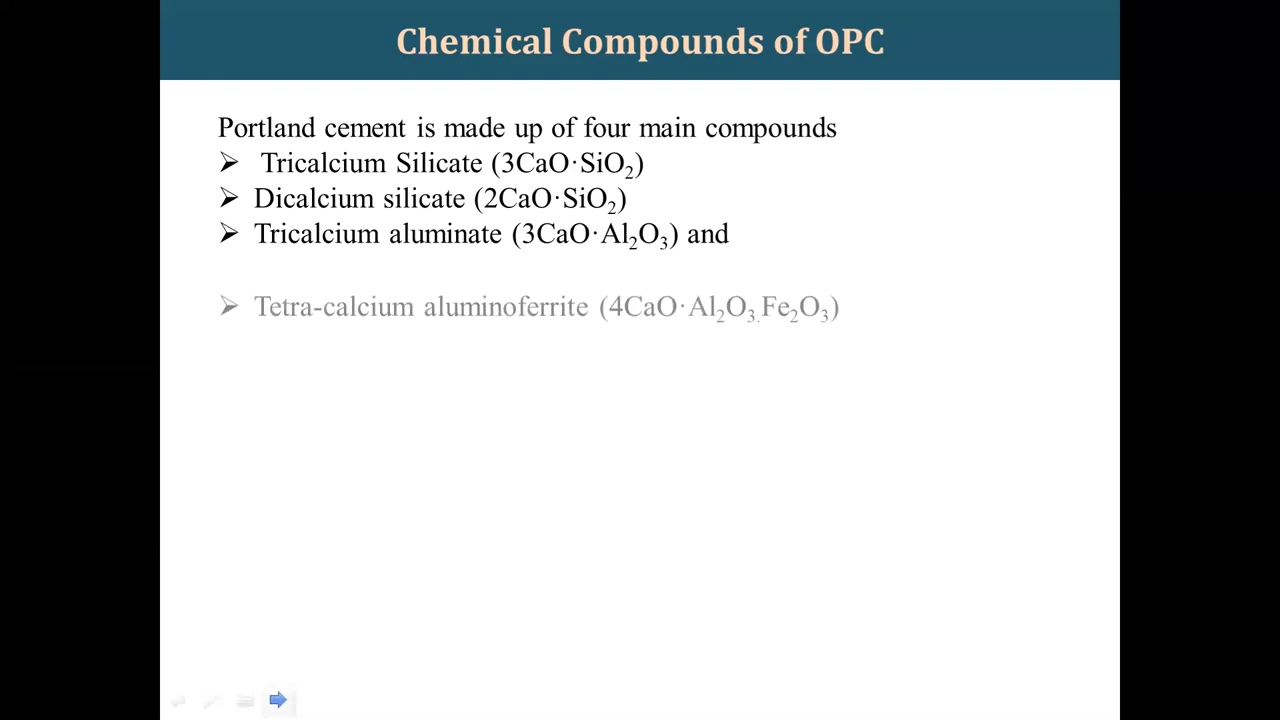 Chemical Compounds of OPC
Portland cement is made up of four main compounds
➢ Tricalcium Silicate (3CaO·SiO₂)
➢ Dicalcium silicate (2CaO·SiO₂)
➢ Tricalcium aluminate (3CaO·Al₂O₃) and
➢ Tetra-calcium aluminoferrite (4CaO·Al₂O₃.Fe₂O₃)